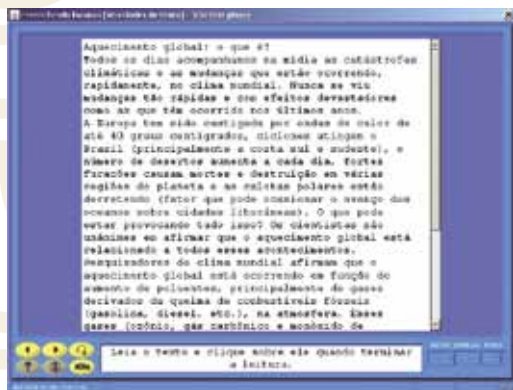 Aquecimento global: o que é?
Todos os dias acompanhamos na mídia as catástrofes
climáticas e as mudanças que estão ocorrendo,
rapidamente, no clima mundial. Nunca se viu
mudanças tão rápidas e com efeitos devastadores
como as que têm ocorrido nos últimos anos.
A Europa tem sido castigada por ondas de calor de
até 40 graus centígrados, ciclones atingem o
Brasil (principalmente a costa sul e sudeste), o
número de desertos aumenta a cada dia, fortes
furacões causam mortes e destruição em várias
regiões do planeta e as calotas polares estão
derretendo (fator que pode ocasionar o avanço dos
oceanos sobre cidades litorâneas). O que pode
estar provocando tudo isso? Os cientistas são
unânimes em afirmar que o aquecimento global está
relacionado a todos esses acontecimentos.
Pesquisadores do clima mundial afirmam que o
aquecimento global está ocorrendo em função do
aumento de poluentes, principalmente de gases
derivados da queima de combustíveis fósseis
(gasolina, diesel, etc.), na atmosfera. Esses
gases (ozônio, gás carbônico e monóxido de
Leia o texto e clique sobre ele quando terminar
a leitura.